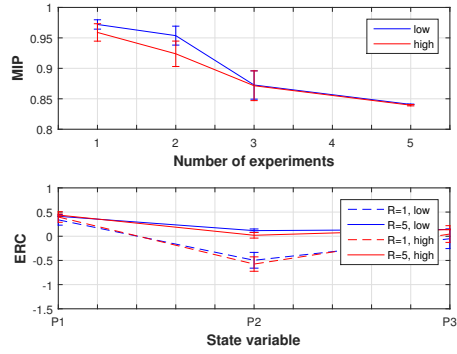 1
0.95
0.9
0.85
0.8
MIP
1 2 3 4 5
Number of experiments
low
high
1
0.5
0
-0.5
-1
-1.5
ERC
P1 P2 P3
State variable
R=1, low
R=5, low
R=1, high
R=5, high